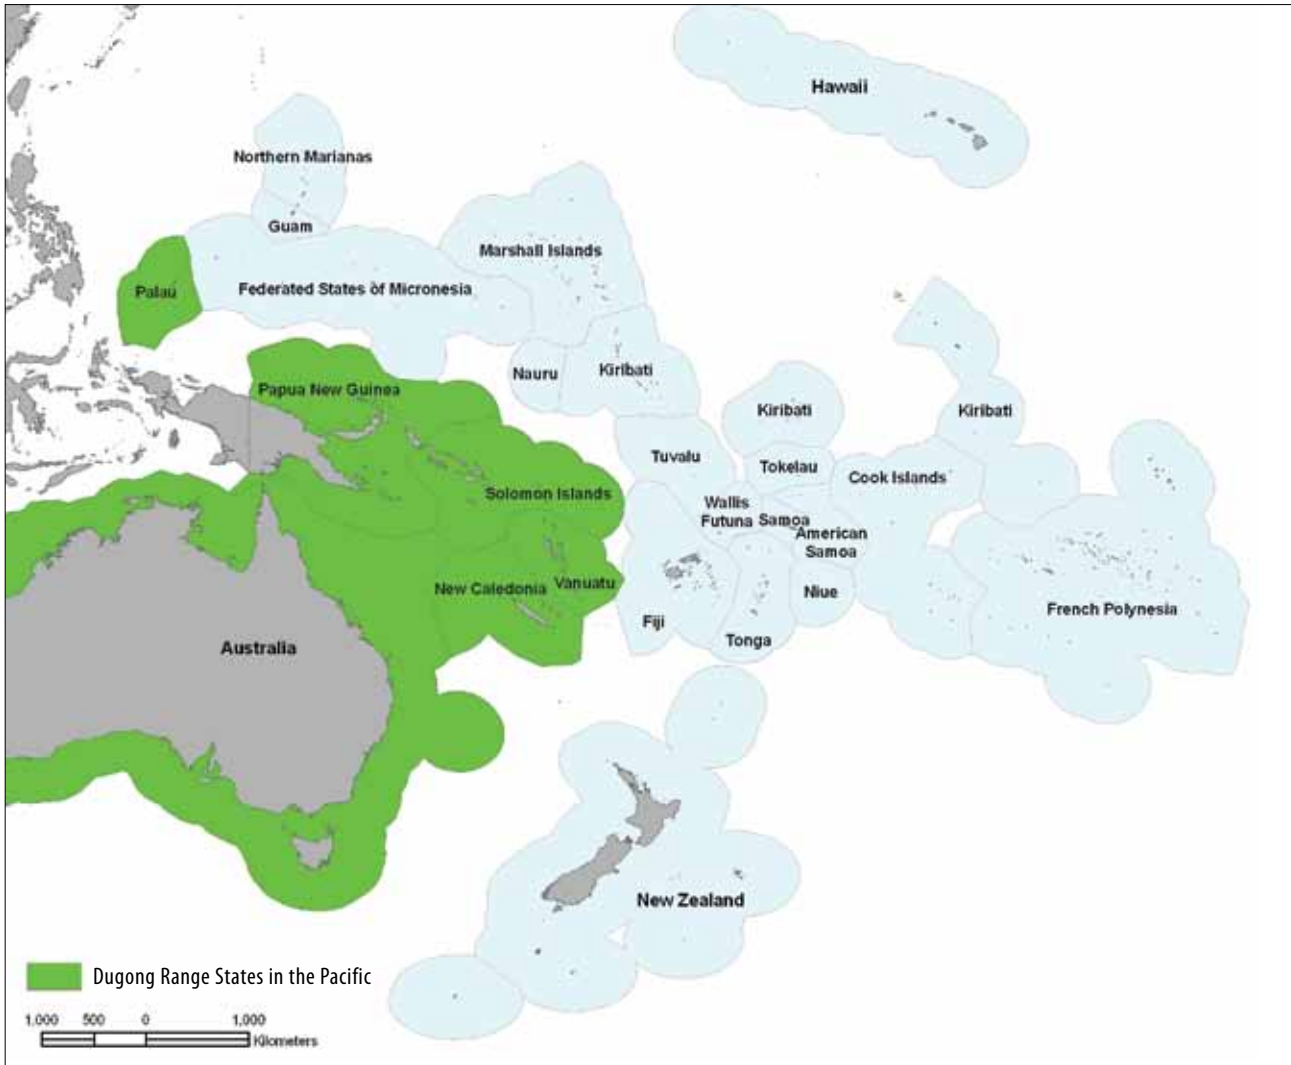 Hawaii
Northern Marianas
Guam
Marshall Islands
Palau
Federated States of Micronesia
Nauru
Kiribati
Papua New Guinea
Kiribati
Kiribati
Tuvalu
Tokelau
Cook Islands
Solomon Islands
Wallis
Futuna
Samoa
American
Samoa
New Caledonia
Vanuatu
Niue
French Polynesia
Fiji
Tonga
Australia
New Zealand
Dugong Range States in the Pacific
1,000 500 0 1,000
Kilometers